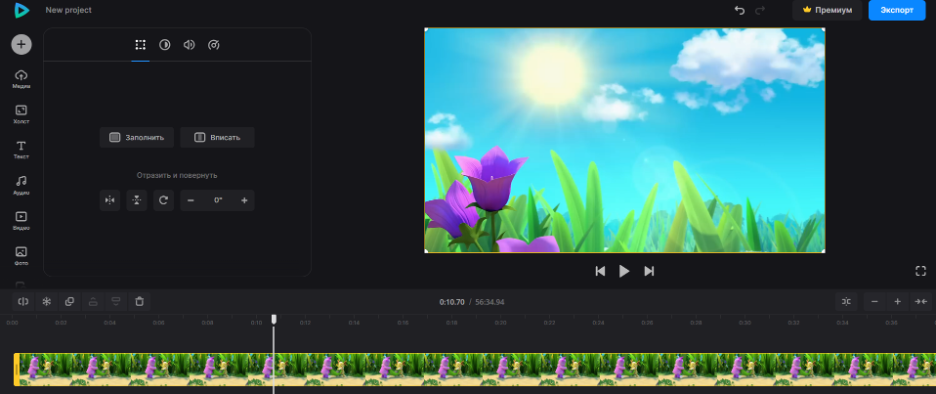 New project
Премиум
Экспорт
Медиа
Холст
Текст
Аудио
Видео
Фото
Заполнить
Вписать
Отразить и повернуть
0°
0:10.70 / 56:34.94
0:00 0:02 0:04 0:06 0:08 0:10 0:12 0:14 0:16 0:18 0:20 0:22 0:24 0:26 0:28 0:30 0:32 0:34 0:36